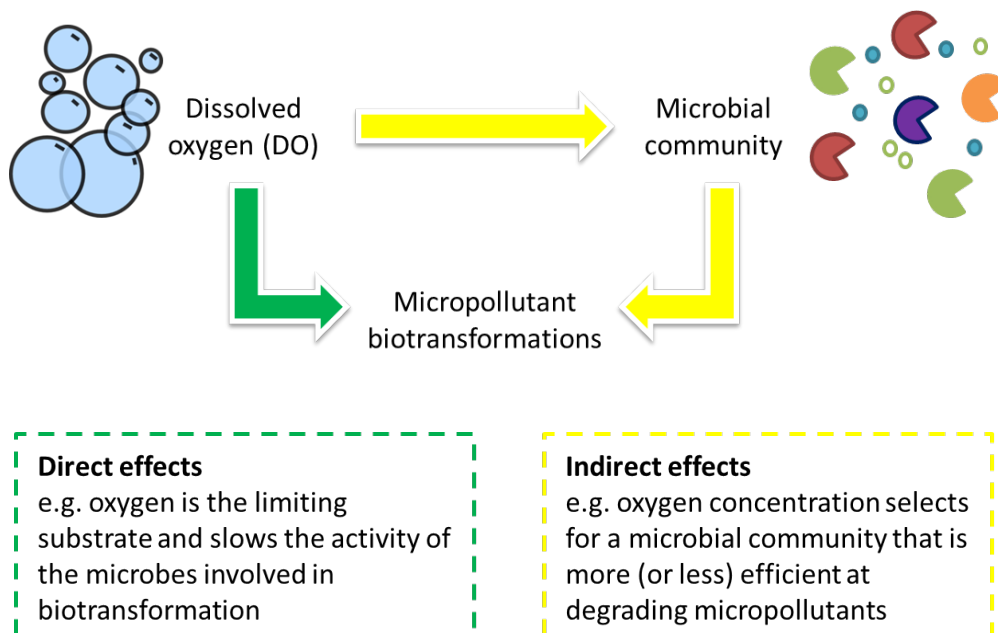 Dissolved
oxygen (DO)
Microbial
community
Micropollutant
biotransformations
Direct effects
e.g. oxygen is the limiting
substrate and slows the activity of
the microbes involved in
biotransformation
Indirect effects
e.g. oxygen concentration selects
for a microbial community that is
more (or less) efficient at
degrading micropollutants